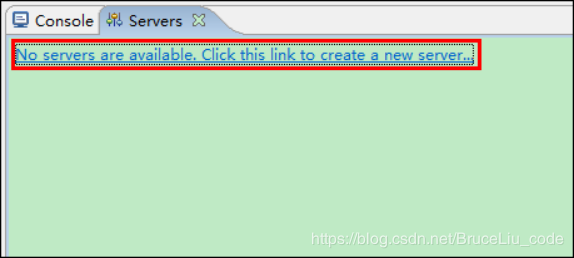 Console Servers
No servers are available. Click this link to create a new server...
https://blog.csdn.net/BruceLiu_code